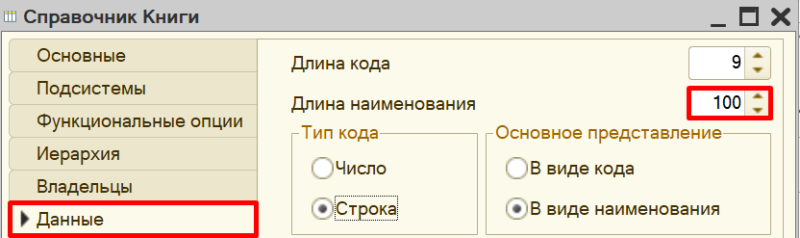 Справочник Книги
Основные
Подсистемы
Функциональные опции
Иерархия
Владельцы
Данные
Длина кода 9
Длина наименования 100
Тип кода
Число
Строка
Основное представление
В виде кода
В виде наименования